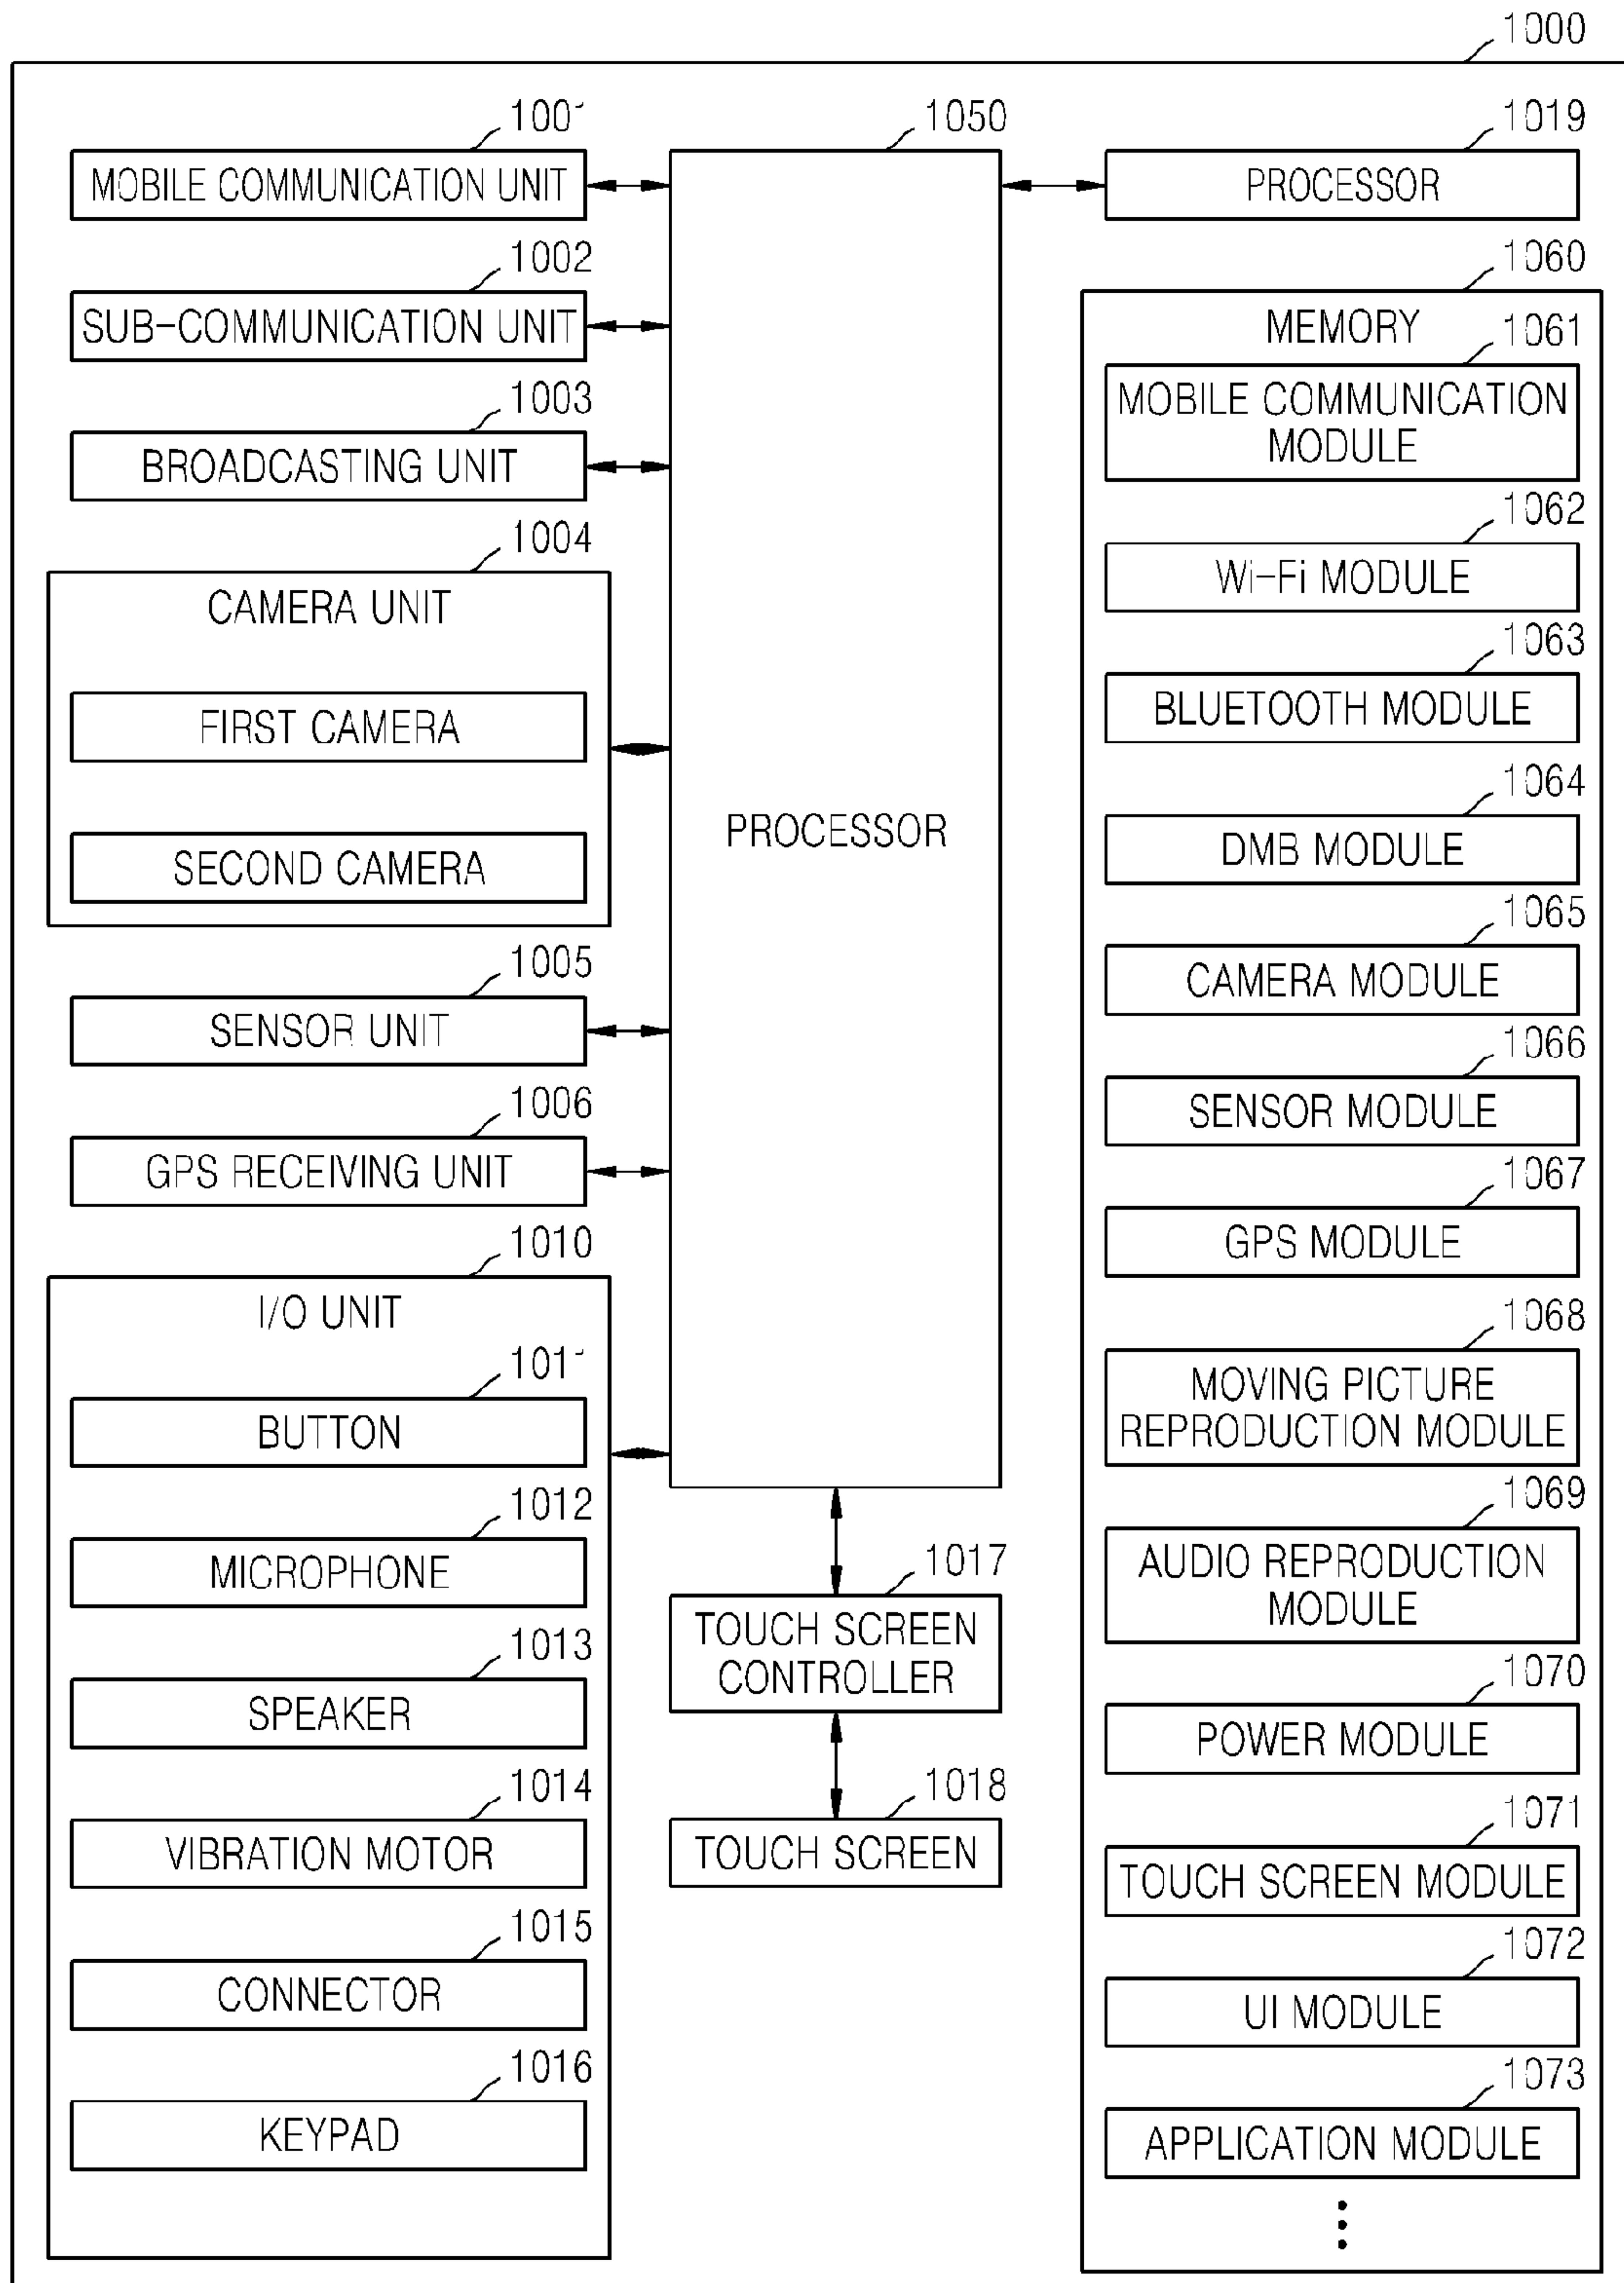 1000
1001
MOBILE COMMUNICATION UNIT
1002
SUB-COMMUNICATION UNIT
1003
BROADCASTING UNIT
1004
CAMERA UNIT
FIRST CAMERA
SECOND CAMERA
1005
SENSOR UNIT
1006
GPS RECEIVING UNIT
1010
I/O UNIT
1011
BUTTON
1012
MICROPHONE
1013
SPEAKER
1014
VIBRATION MOTOR
1015
CONNECTOR
1016
KEYPAD
1050
PROCESSOR
1017
TOUCH SCREEN
CONTROLLER
1018
TOUCH SCREEN
1019
PROCESSOR
1060
MEMORY
1061
MOBILE COMMUNICATION
MODULE
1062
Wi-Fi MODULE
1063
BLUETOOTH MODULE
1064
DMB MODULE
1065
CAMERA MODULE
1066
SENSOR MODULE
1067
GPS MODULE
1068
MOVING PICTURE
REPRODUCTION MODULE
1069
AUDIO REPRODUCTION
MODULE
1070
POWER MODULE
1071
TOUCH SCREEN MODULE
1072
UI MODULE
1073
APPLICATION MODULE